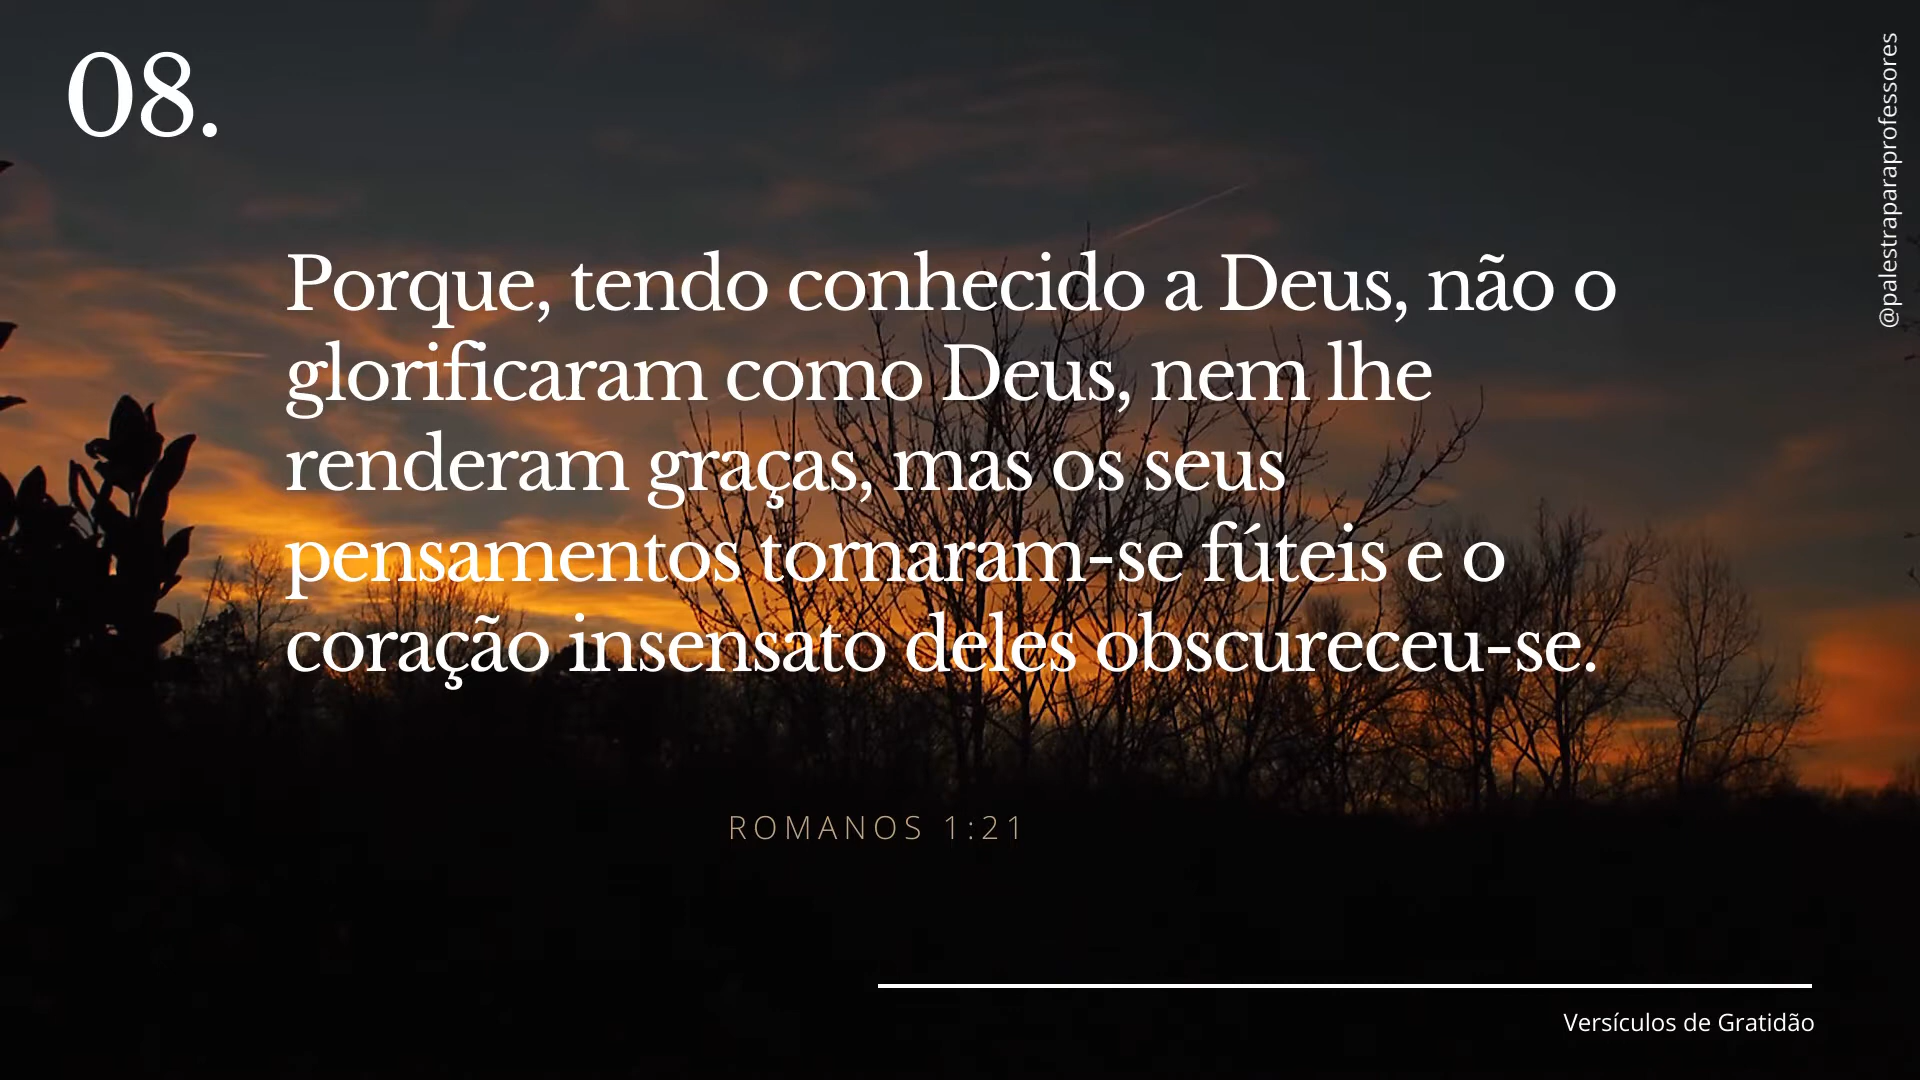 08.
@palestraparaprofessores
Porque, tendo conhecido a Deus, não o
glorificaram como Deus, nem lhe
renderam graças, mas os seus
pensamentos tornaram-se fúteis e o
coração insensato deles obscureceu-se.
ROMANOS 1:21
Versículos de Gratidão